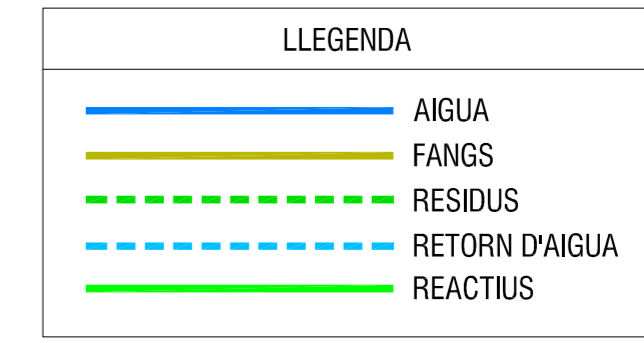 LLEGENDA
AIGUA
FANGS
RESIDUS
RETORN D'AIGUA
REACTIUS